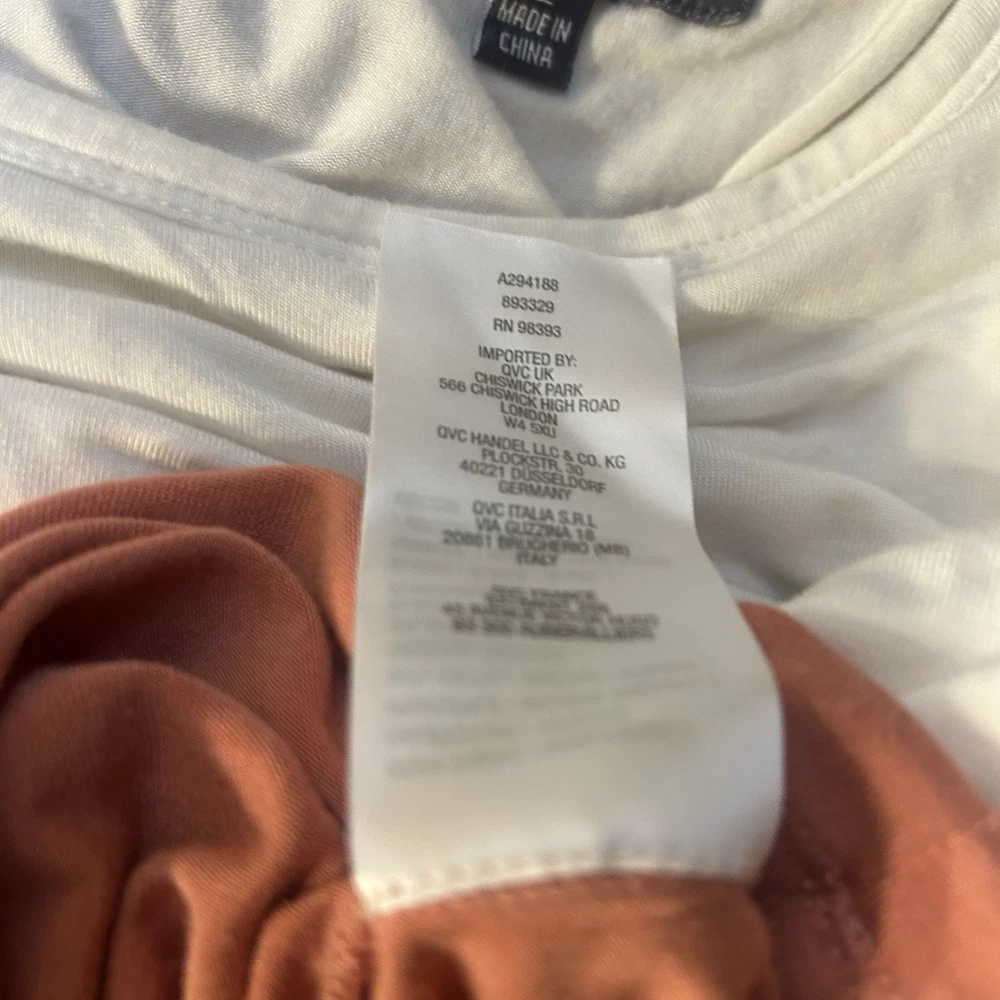 MADE IN
CHINA
A294188
893329
RN 98393
IMPORTED BY:
QVC UK
CHISWICK PARK
566 CHISWICK HIGH ROAD
LONDON
W4 5XU
QVC HANDEL LLC & CO. KG
PLOCKSTR. 30
40221 DÜSSELDORF
GERMANY
QVC ITALIA S.R.L
VIA GUZZINA 18
20861 BRUGHERIO (MB)
ITALY
QVC FRANCE